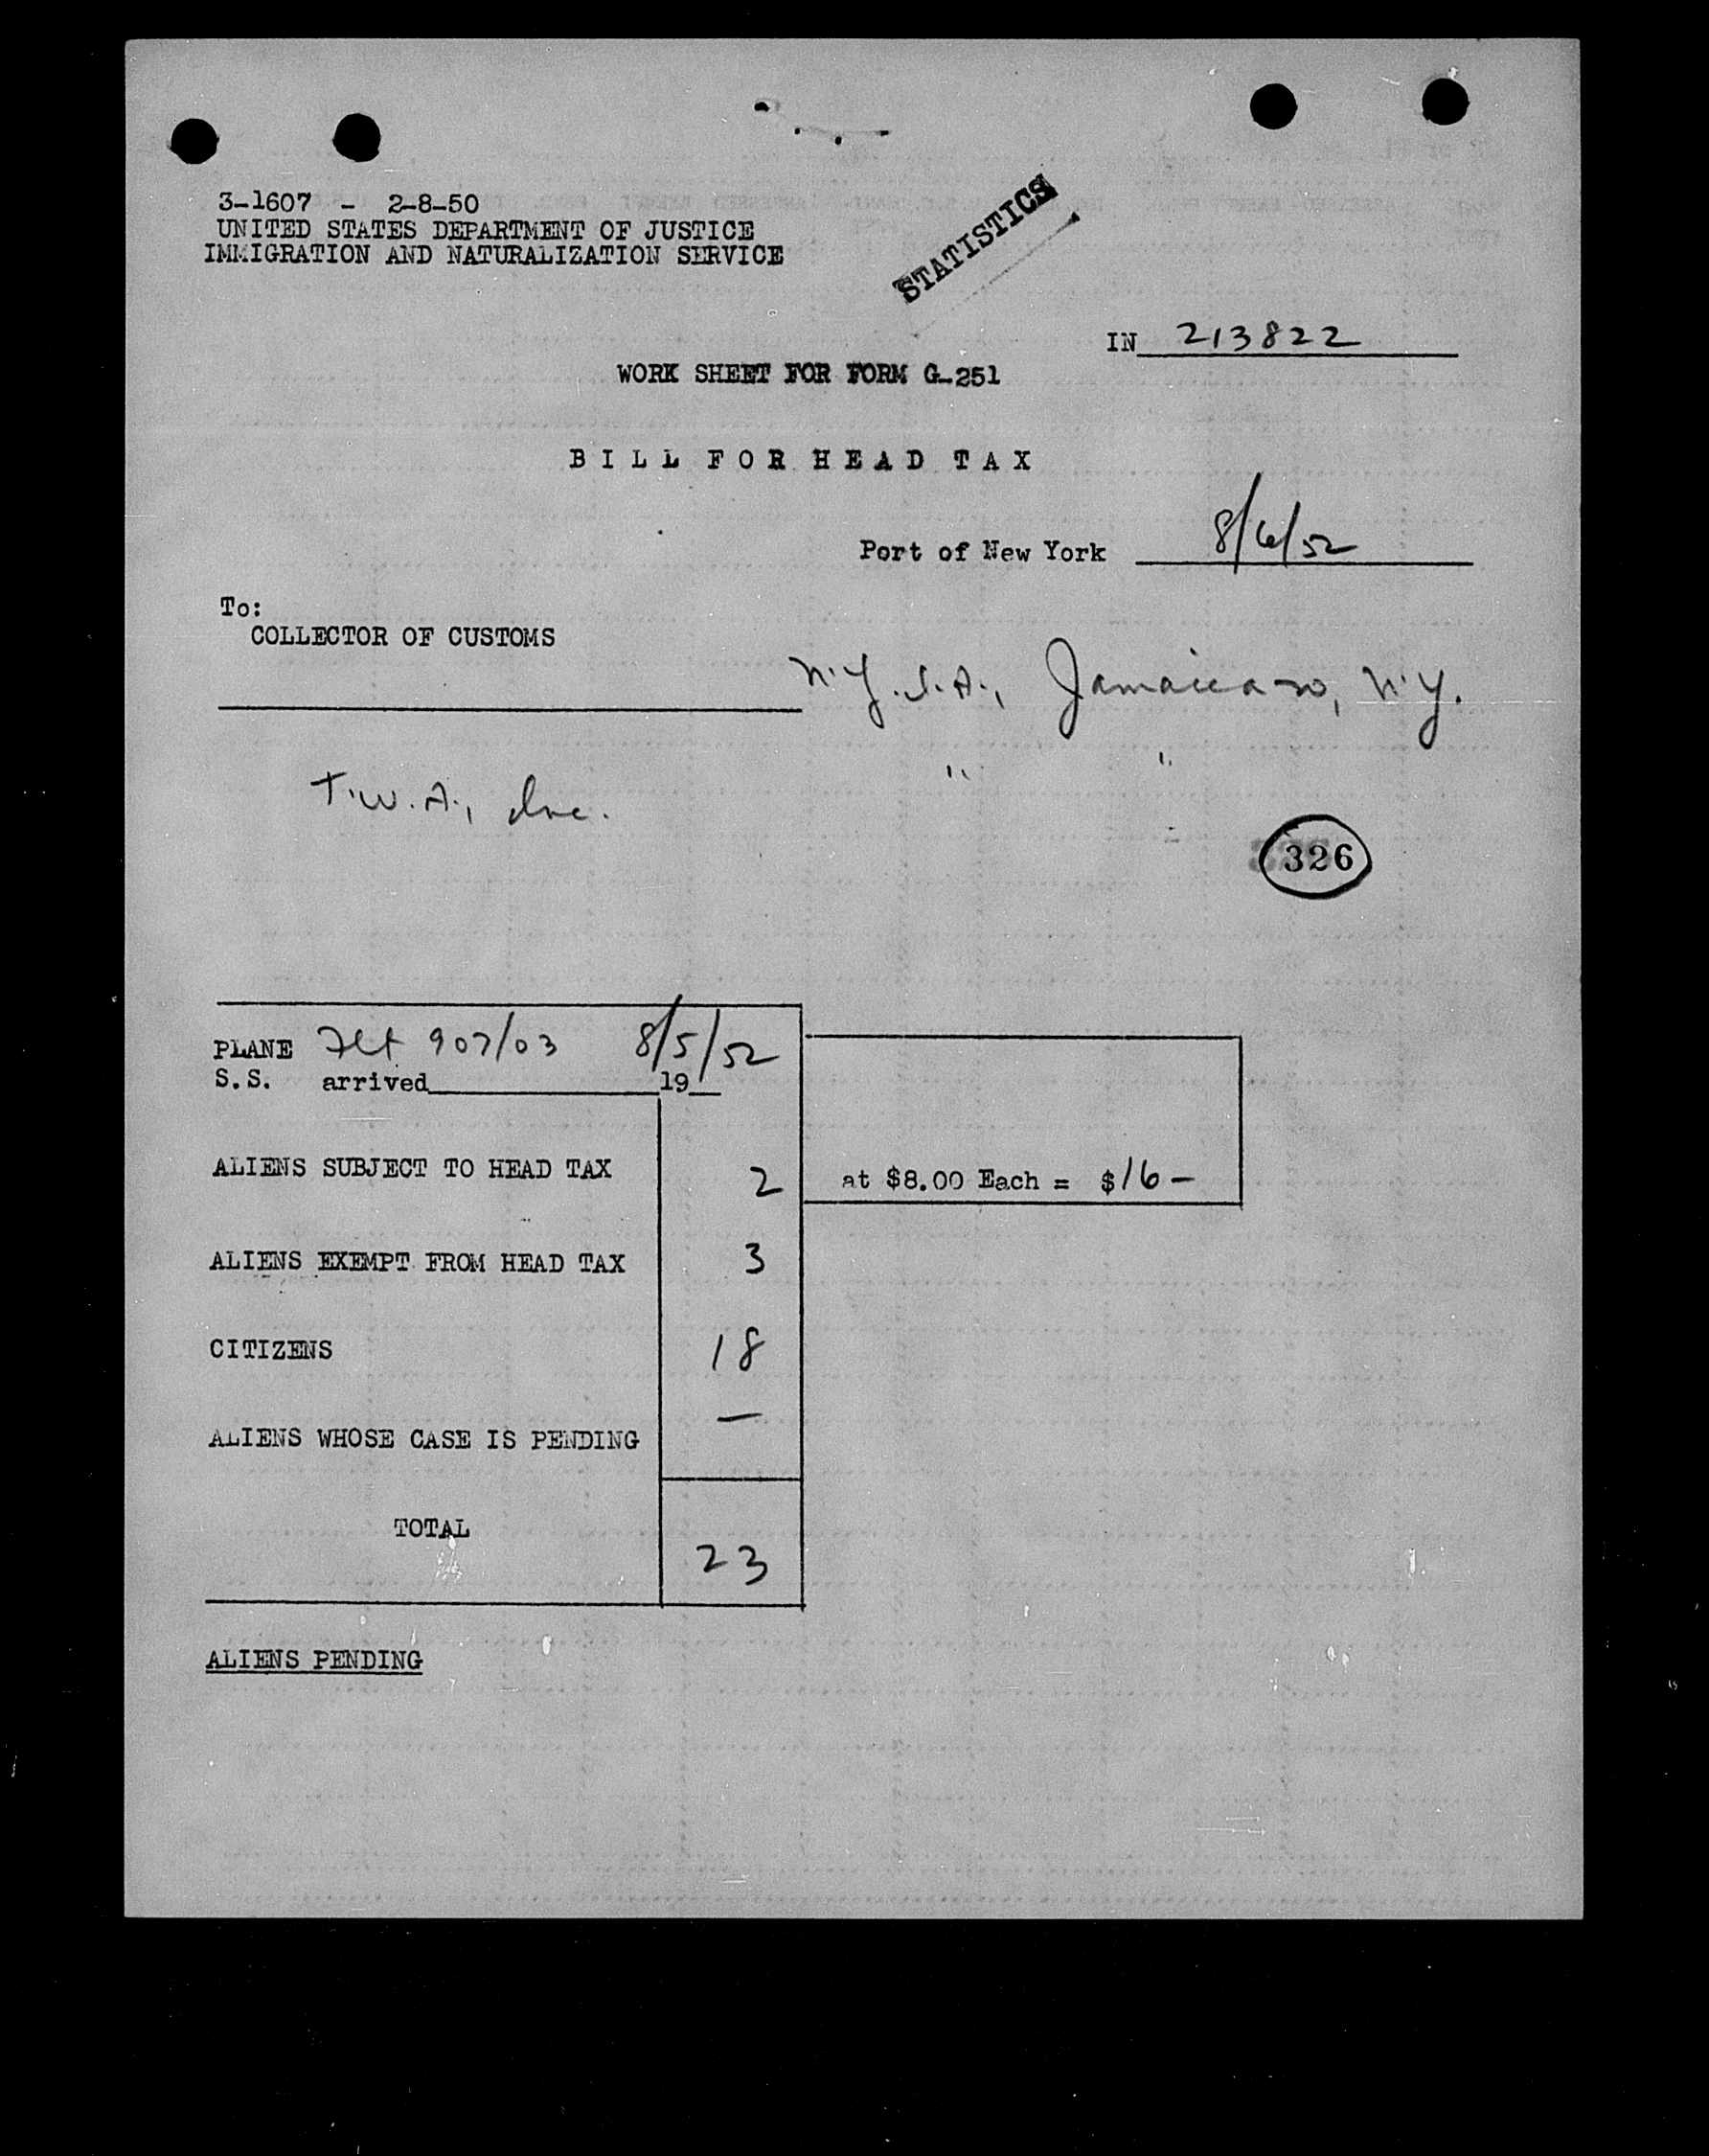 3-1607 - 2-8-50
UNITED STATES DEPARTMENT OF JUSTICE
IMMIGRATION AND NATURALIZATION SERVICE
STATISTICS
IN 213822
WORK SHEET FOR FORM G-251
BILL FOR HEAD TAX
Port of New York 8/6/52
To:
COLLECTOR OF CUSTOMS
N.Y.I.A., Jamaica 30, N.Y.
T.W.A., Inc. " "
326
PLANE Flt 907/03 8/5/52
S.S. arrived 19
ALIENS SUBJECT TO HEAD TAX 2 at $8.00 Each = $16-
ALIENS EXEMPT FROM HEAD TAX 3
CITIZENS 18
ALIENS WHOSE CASE IS PENDING —
TOTAL 23
ALIENS PENDING